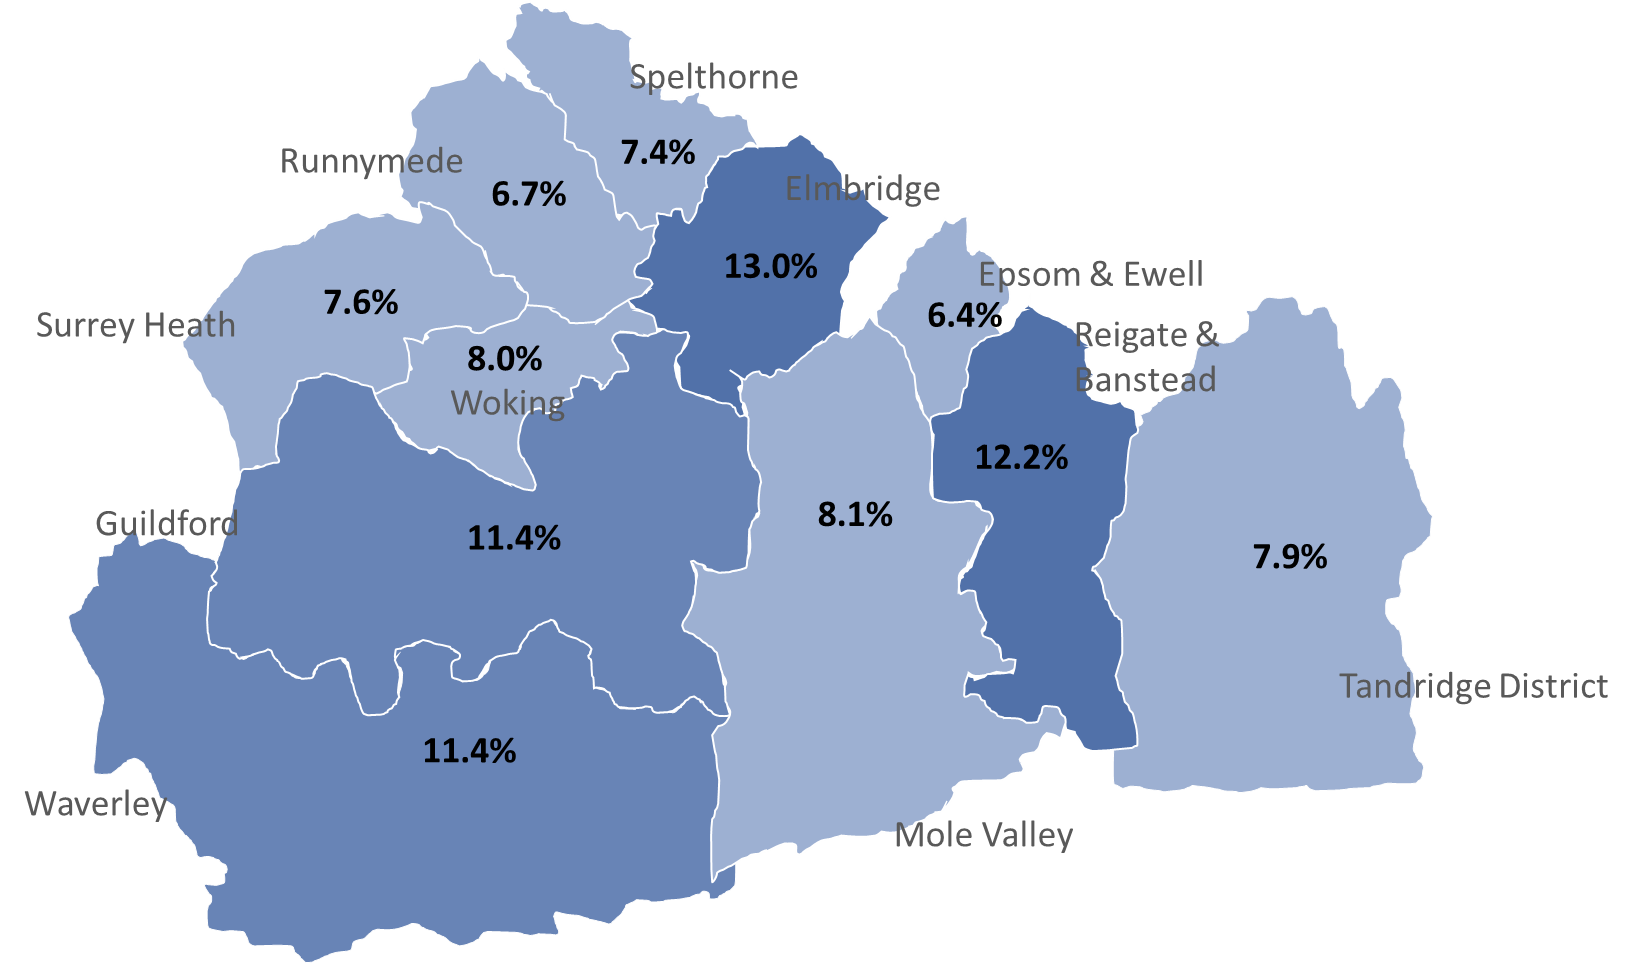 Spelthorne
7.4%
Runnymede
6.7%
Elmbridge
13.0%
Epsom & Ewell
6.4%
Surrey Heath
7.6%
Reigate &
Banstead
12.2%
8.0%
Woking
Guildford
11.4%
8.1%
7.9%
Tandridge District
11.4%
Waverley
Mole Valley